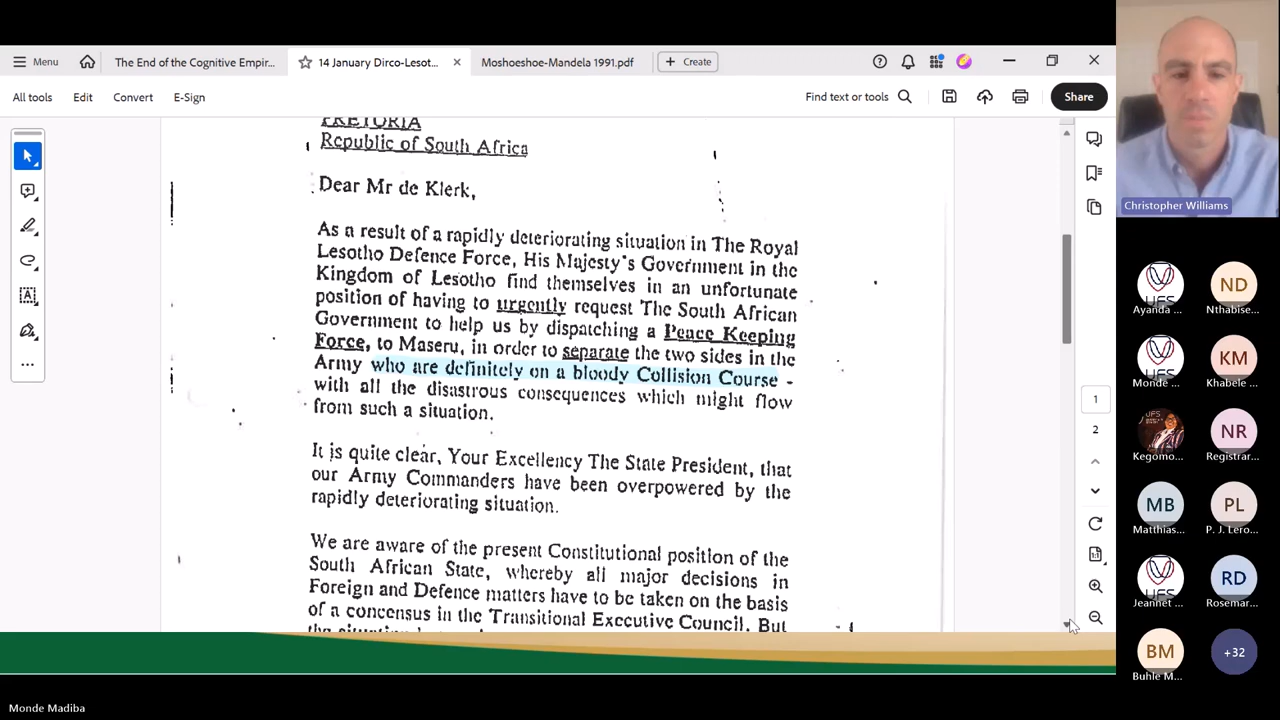 Menu
The End of the Cognitive Empir...
14 January Dirco-Lesot...
Moshoeshoe-Mandela 1991.pdf
Create
All tools
Edit
Convert
E-Sign
Find text or tools
Share
PRETORIA
Republic of South Africa
Dear Mr de Klerk,
As a result of a rapidly deteriorating situation in The Royal
Lesotho Defence Force, His Majesty's Government in the
Kingdom of Lesotho find themselves in an unfortunate
position of having to urgently request The South African
Government to help us by dispatching a Peace Keeping
Force, to Maseru, in order to separate the two sides in the
Army who are definitely on a bloody Collision Course -
with all the disastrous consequences which might flow
from such a situation.
It is quite clear, Your Excellency The State President, that
our Army Commanders have been overpowered by the
rapidly deteriorating situation.
We are aware of the present Constitutional position of the
South African State, whereby all major decisions in
Foreign and Defence matters have to be taken on the basis
of a concensus in the Transitional Executive Council. But
1
2
Christopher Williams
UFS
Ayanda ...
ND
Nthabise...
Monde ...
KM
Khabele ...
UFS
Kegomo...
NR
Registrar...
MB
Matthias...
PL
P. J. Lero...
UFS
Jeannet ...
RD
Rosemar...
BM
Buhle M...
+32
Monde Madiba